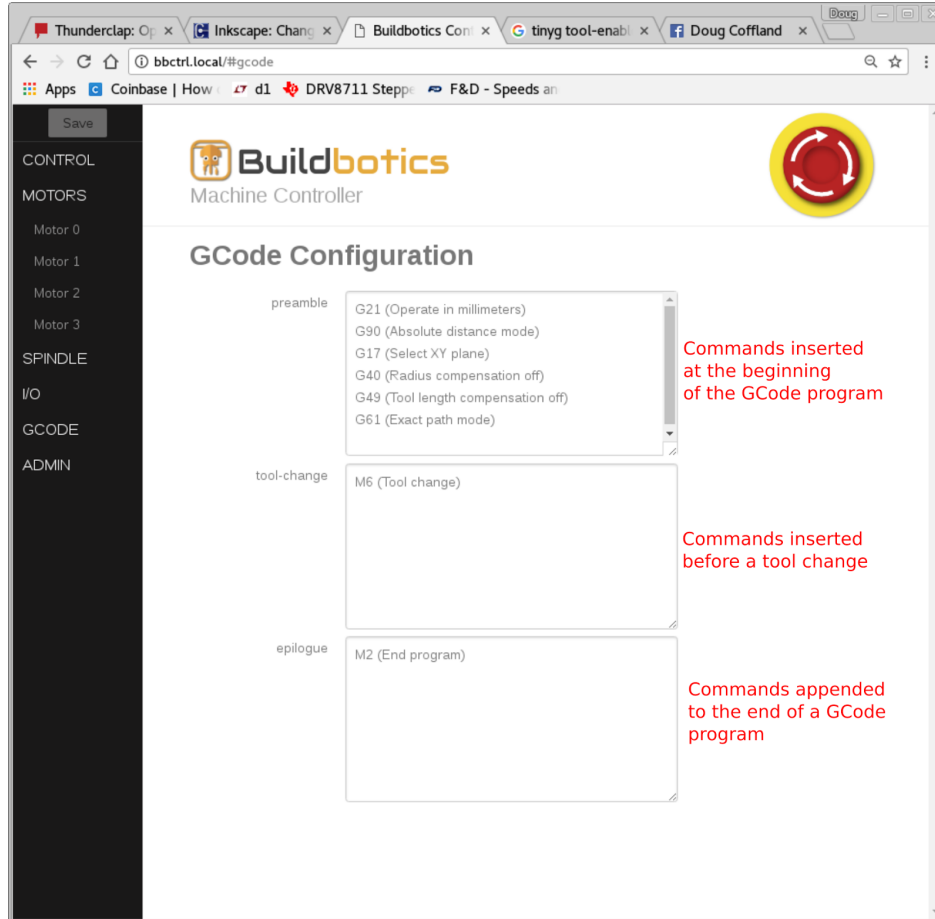 Doug
Thunderclap: Op
Inkscape: Chang
Buildbotics Con
tinyg tool-enabl
Doug Coffland
bbctrl.local/#gcode
Apps
Coinbase | How
d1
DRV8711 Steppe
F&D - Speeds an
Save
CONTROL
MOTORS
Motor 0
Motor 1
Motor 2
Motor 3
SPINDLE
I/O
GCODE
ADMIN
Buildbotics
Machine Controller
GCode Configuration
preamble
G21 (Operate in millimeters)
G90 (Absolute distance mode)
G17 (Select XY plane)
G40 (Radius compensation off)
G49 (Tool length compensation off)
G61 (Exact path mode)
Commands inserted
at the beginning
of the GCode program
tool-change
M6 (Tool change)
Commands inserted
before a tool change
epilogue
M2 (End program)
Commands appended
to the end of a GCode
program